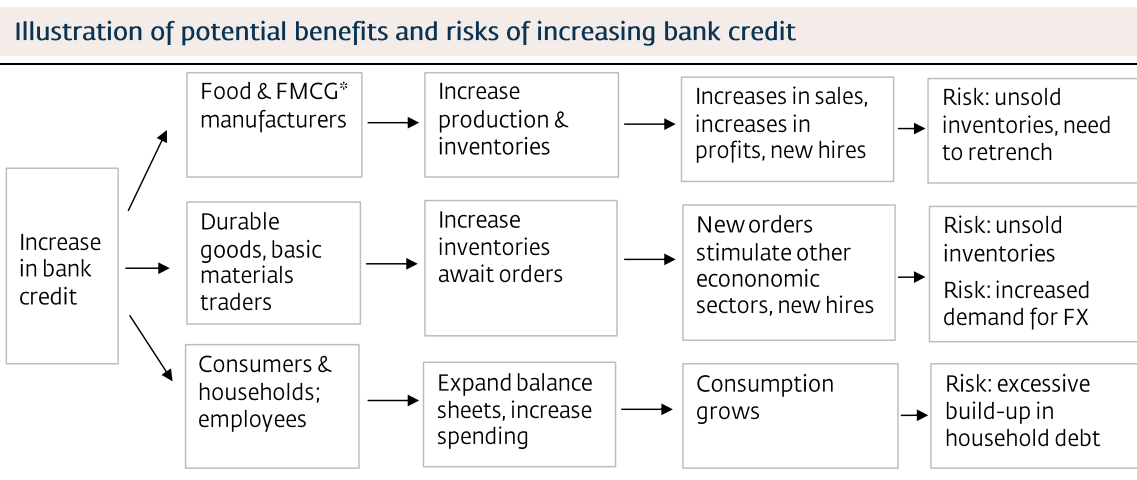 Illustration of potential benefits and risks of increasing bank credit
Increase
in bank
credit
Food & FMCG*
manufacturers
Increase
production &
inventories
Increases in sales,
increases in
profits, new hires
Risk: unsold
inventories, need
to retrench
Durable
goods, basic
materials
traders
Increase
inventories
await orders
New orders
stimulate other
econonomic
sectors, new hires
Risk: unsold
inventories
Risk: increased
demand for FX
Consumers &
households;
employees
Expand balance
sheets, increase
spending
Consumption
grows
Risk: excessive
build-up in
household debt